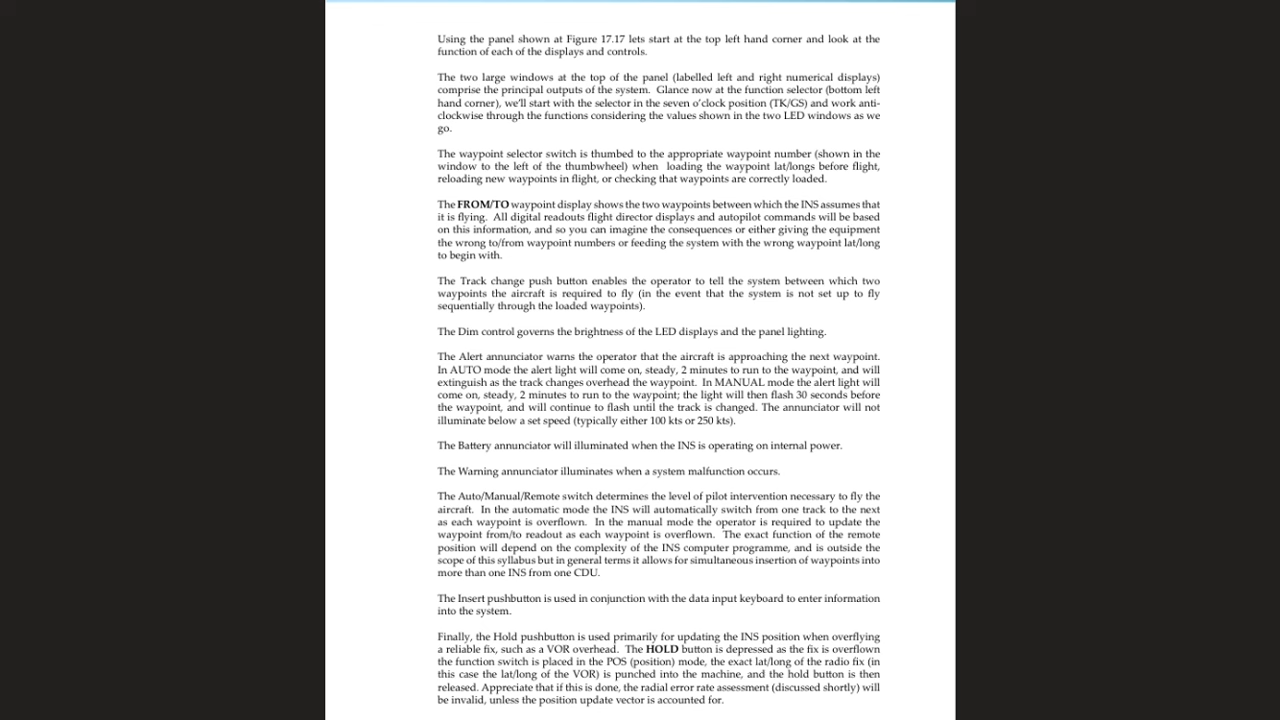 Using the panel shown at Figure 17.17 lets start at the top left hand corner and look at the
function of each of the displays and controls.
The two large windows at the top of the panel (labelled left and right numerical displays)
comprise the principal outputs of the system. Glance now at the function selector (bottom left
hand corner), we'll start with the selector in the seven o'clock position (TK/GS) and work anti-
clockwise through the functions considering the values shown in the two LED windows as we
go.
The waypoint selector switch is thumbed to the appropriate waypoint number (shown in the
window to the left of the thumbwheel) when loading the waypoint lat/longs before flight,
reloading new waypoints in flight, or checking that waypoints are correctly loaded.
The FROM/TO waypoint display shows the two waypoints between which the INS assumes that
it is flying. All digital readouts flight director displays and autopilot commands will be based
on this information, and so you can imagine the consequences or either giving the equipment
the wrong to/from waypoint numbers or feeding the system with the wrong waypoint lat/long
to begin with.
The Track change push button enables the operator to tell the system between which two
waypoints the aircraft is required to fly (in the event that the system is not set up to fly
sequentially through the loaded waypoints).
The Dim control governs the brightness of the LED displays and the panel lighting.
The Alert annunciator warns the operator that the aircraft is approaching the next waypoint.
In AUTO mode the alert light will come on, steady, 2 minutes to run to the waypoint, and will
extinguish as the track changes overhead the waypoint. In MANUAL mode the alert light will
come on, steady, 2 minutes to run to the waypoint; the light will then flash 30 seconds before
the waypoint, and will continue to flash until the track is changed. The annunciator will not
illuminate below a set speed (typically either 100 kts or 250 kts).
The Battery annunciator will illuminated when the INS is operating on internal power.
The Warning annunciator illuminates when a system malfunction occurs.
The Auto/Manual/Remote switch determines the level of pilot intervention necessary to fly the
aircraft. In the automatic mode the INS will automatically switch from one track to the next
as each waypoint is overflown. In the manual mode the operator is required to update the
waypoint from/to readout as each waypoint is overflown. The exact function of the remote
position will depend on the complexity of the INS computer programme, and is outside the
scope of this syllabus but in general terms it allows for simultaneous insertion of waypoints into
more than one INS from one CDU.
The Insert pushbutton is used in conjunction with the data input keyboard to enter information
into the system.
Finally, the Hold pushbutton is used primarily for updating the INS position when overflying
a reliable fix, such as a VOR overhead. The HOLD button is depressed as the fix is overflown
the function switch is placed in the POS (position) mode, the exact lat/long of the radio fix (in
this case the lat/long of the VOR) is punched into the machine, and the hold button is then
released. Appreciate that if this is done, the radial error rate assessment (discussed shortly) will
be invalid, unless the position update vector is accounted for.